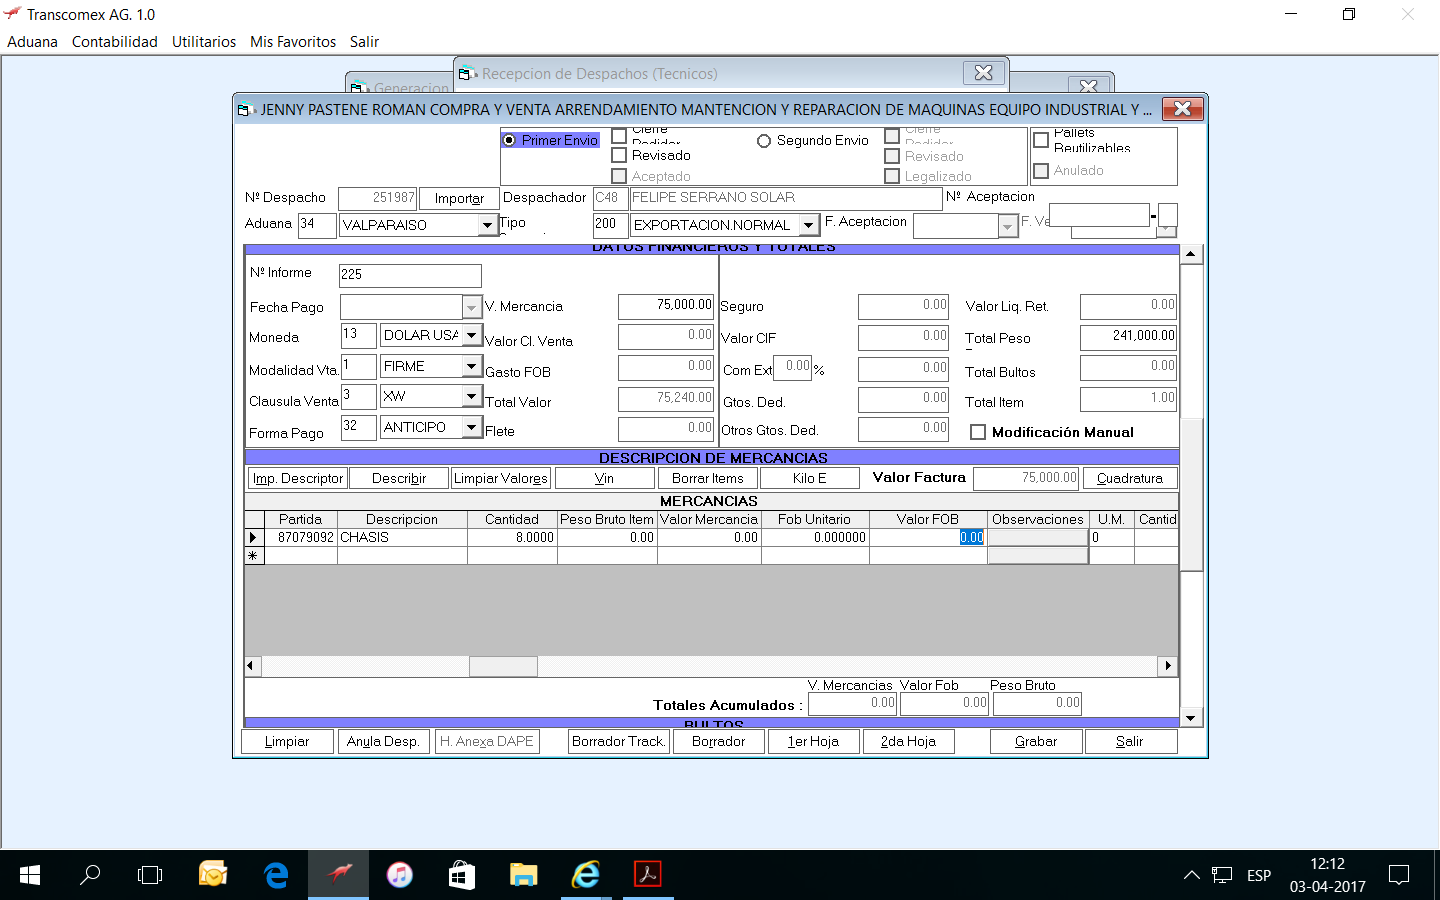 Transcomex AG. 1.0
Aduana Contabilidad Utilitarios Mis Favoritos Salir
Recepcion de Despachos (Tecnicos)
Generacion
JENNY PASTENE ROMAN COMPRA Y VENTA ARRENDAMIENTO MANTENCION Y REPARACION DE MAQUINAS EQUIPO INDUSTRIAL Y ...
Primer Envio Cierre Pedidor Segundo Envio Cierre Pedidor Pallets Reutilizables
Revisado Revisado
Aceptado Legalizado Anulado
Nº Despacho 251987 Importar Despachador C48 FELIPE SERRANO SOLAR Nº Aceptacion
-
Aduana 34 VALPARAISO Tipo 200 EXPORTACION.NORMAL F. Aceptacion F. Ve
DATOS FINANCIEROS Y TOTALES
Nº Informe 225
Fecha Pago V. Mercancia 75,000.00 Seguro 0.00 Valor Liq. Ret. 0.00
Moneda 13 DOLAR USA Valor Cl. Venta 0.00 Valor CIF 0.00 Total Peso 241,000.00
Modalidad Vta. 1 FIRME Gasto FOB 0.00 Com Ext 0.00 % 0.00 Total Bultos 0.00
Clausula Venta 3 XW Total Valor 75,240.00 Gtos. Ded. 0.00 Total Item 1.00
Forma Pago 32 ANTICIPO Flete 0.00 Otros Gtos. Ded. 0.00 Modificación Manual
DESCRIPCION DE MERCANCIAS
Imp. Descriptor Describir Limpiar Valores Vin Borrar Items Kilo E Valor Factura 75,000.00 Cuadratura
MERCANCIAS
Partida Descripcion Cantidad Peso Bruto Item Valor Mercancia Fob Unitario Valor FOB Observaciones U.M. Cantid
87079092 CHASIS 8.0000 0.00 0.00 0.000000 0.00 0
*
V. Mercancias Valor Fob Peso Bruto
Totales Acumulados : 0.00 0.00 0.00
BULTOS
Limpiar Anula Desp. H. Anexa DAPE Borrador Track. Borrador 1er Hoja 2da Hoja Grabar Salir
ESP
12:12
03-04-2017